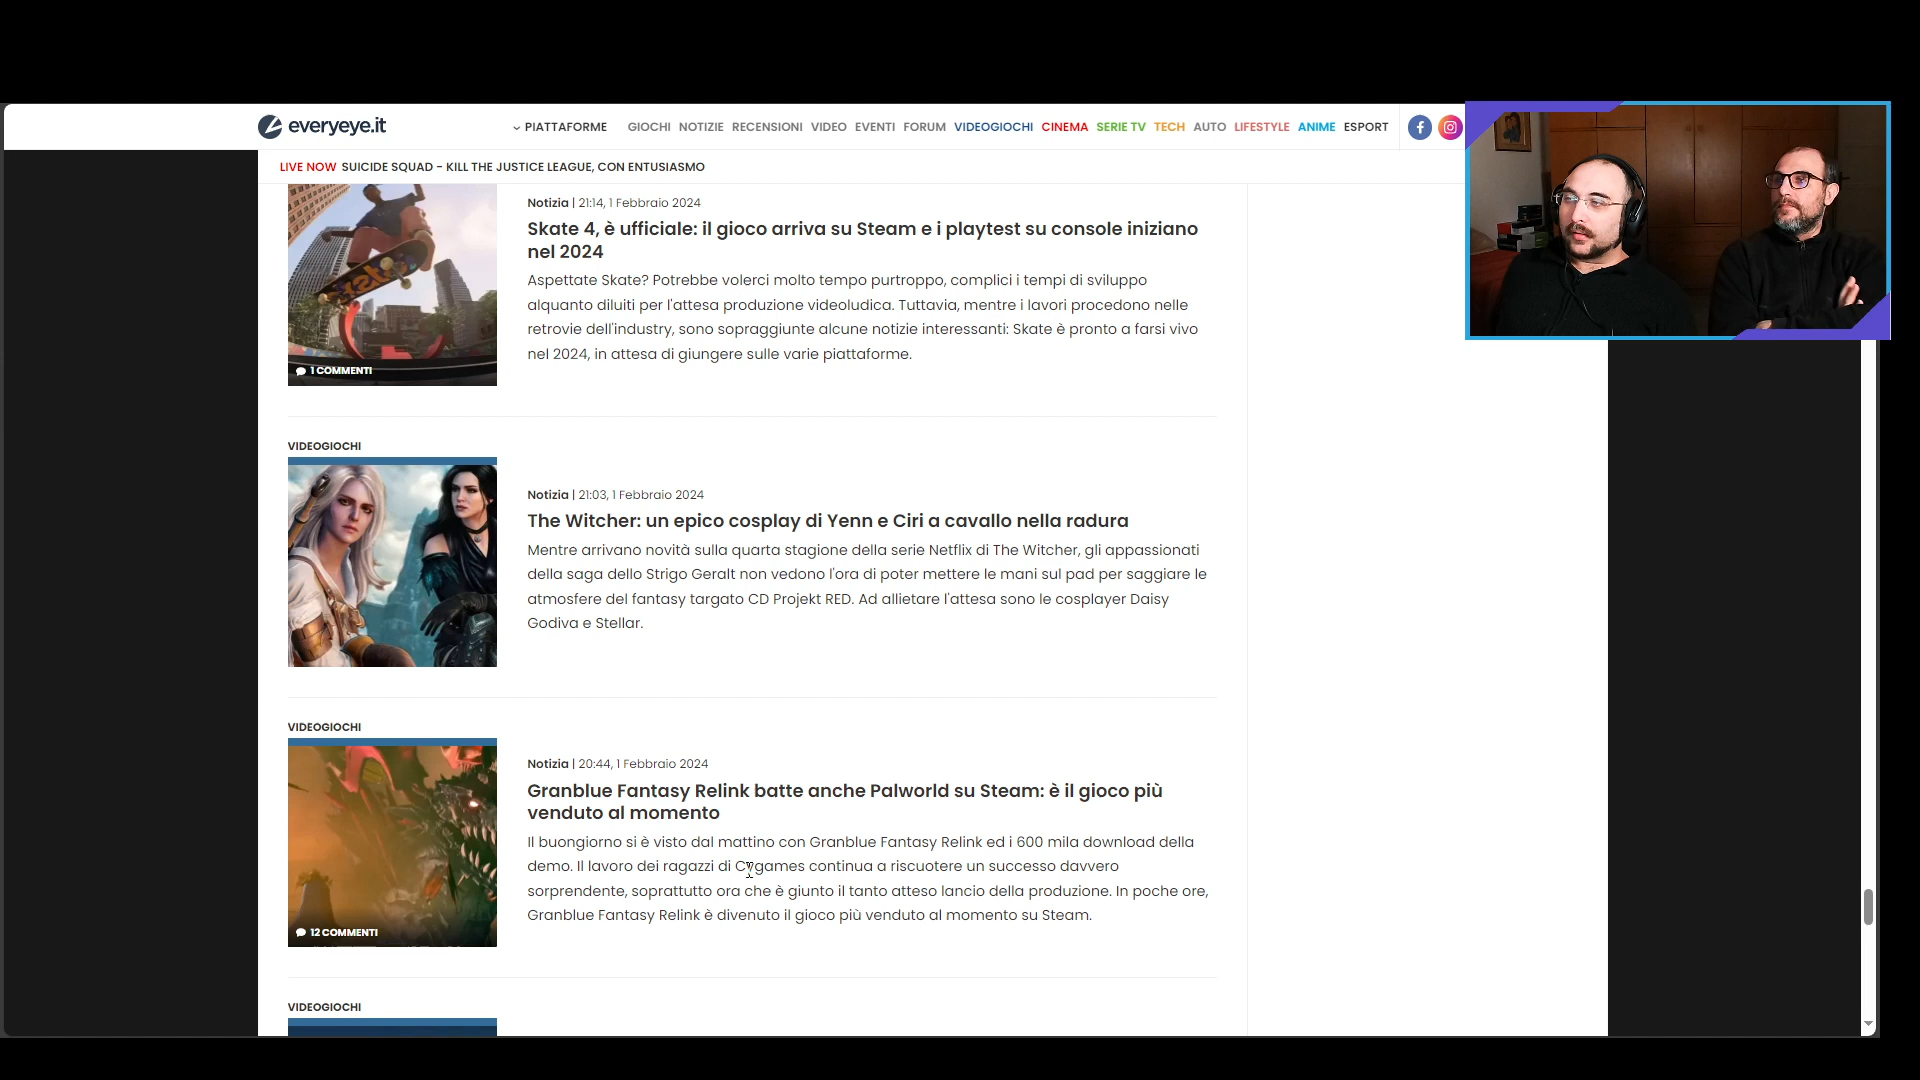 everyeye.it
PIATTAFORME GIOCHI NOTIZIE RECENSIONI VIDEO EVENTI FORUM VIDEOGIOCHI CINEMA SERIE TV TECH AUTO LIFESTYLE ANIME ESPORT
LIVE NOW SUICIDE SQUAD - KILL THE JUSTICE LEAGUE, CON ENTUSIASMO
Notizia | 21:14, 1 Febbraio 2024
Skate 4, è ufficiale: il gioco arriva su Steam e i playtest su console iniziano
nel 2024
Aspettate Skate? Potrebbe volerci molto tempo purtroppo, complici i tempi di sviluppo
alquanto diluiti per l'attesa produzione videoludica. Tuttavia, mentre i lavori procedono nelle
retrovie dell'industry, sono sopraggiunte alcune notizie interessanti: Skate è pronto a farsi vivo
nel 2024, in attesa di giungere sulle varie piattaforme.
1 COMMENTI
VIDEOGIOCHI
Notizia | 21:03, 1 Febbraio 2024
The Witcher: un epico cosplay di Yenn e Ciri a cavallo nella radura
Mentre arrivano novità sulla quarta stagione della serie Netflix di The Witcher, gli appassionati
della saga dello Strigo Geralt non vedono l'ora di poter mettere le mani sul pad per saggiare le
atmosfere del fantasy targato CD Projekt RED. Ad allietare l'attesa sono le cosplayer Daisy
Godiva e Stellar.
VIDEOGIOCHI
Notizia | 20:44, 1 Febbraio 2024
Granblue Fantasy Relink batte anche Palworld su Steam: è il gioco più
venduto al momento
Il buongiorno si è visto dal mattino con Granblue Fantasy Relink ed i 600 mila download della
demo. Il lavoro dei ragazzi di Cygames continua a riscuotere un successo davvero
sorprendente, soprattutto ora che è giunto il tanto atteso lancio della produzione. In poche ore,
Granblue Fantasy Relink è divenuto il gioco più venduto al momento su Steam.
12 COMMENTI
VIDEOGIOCHI